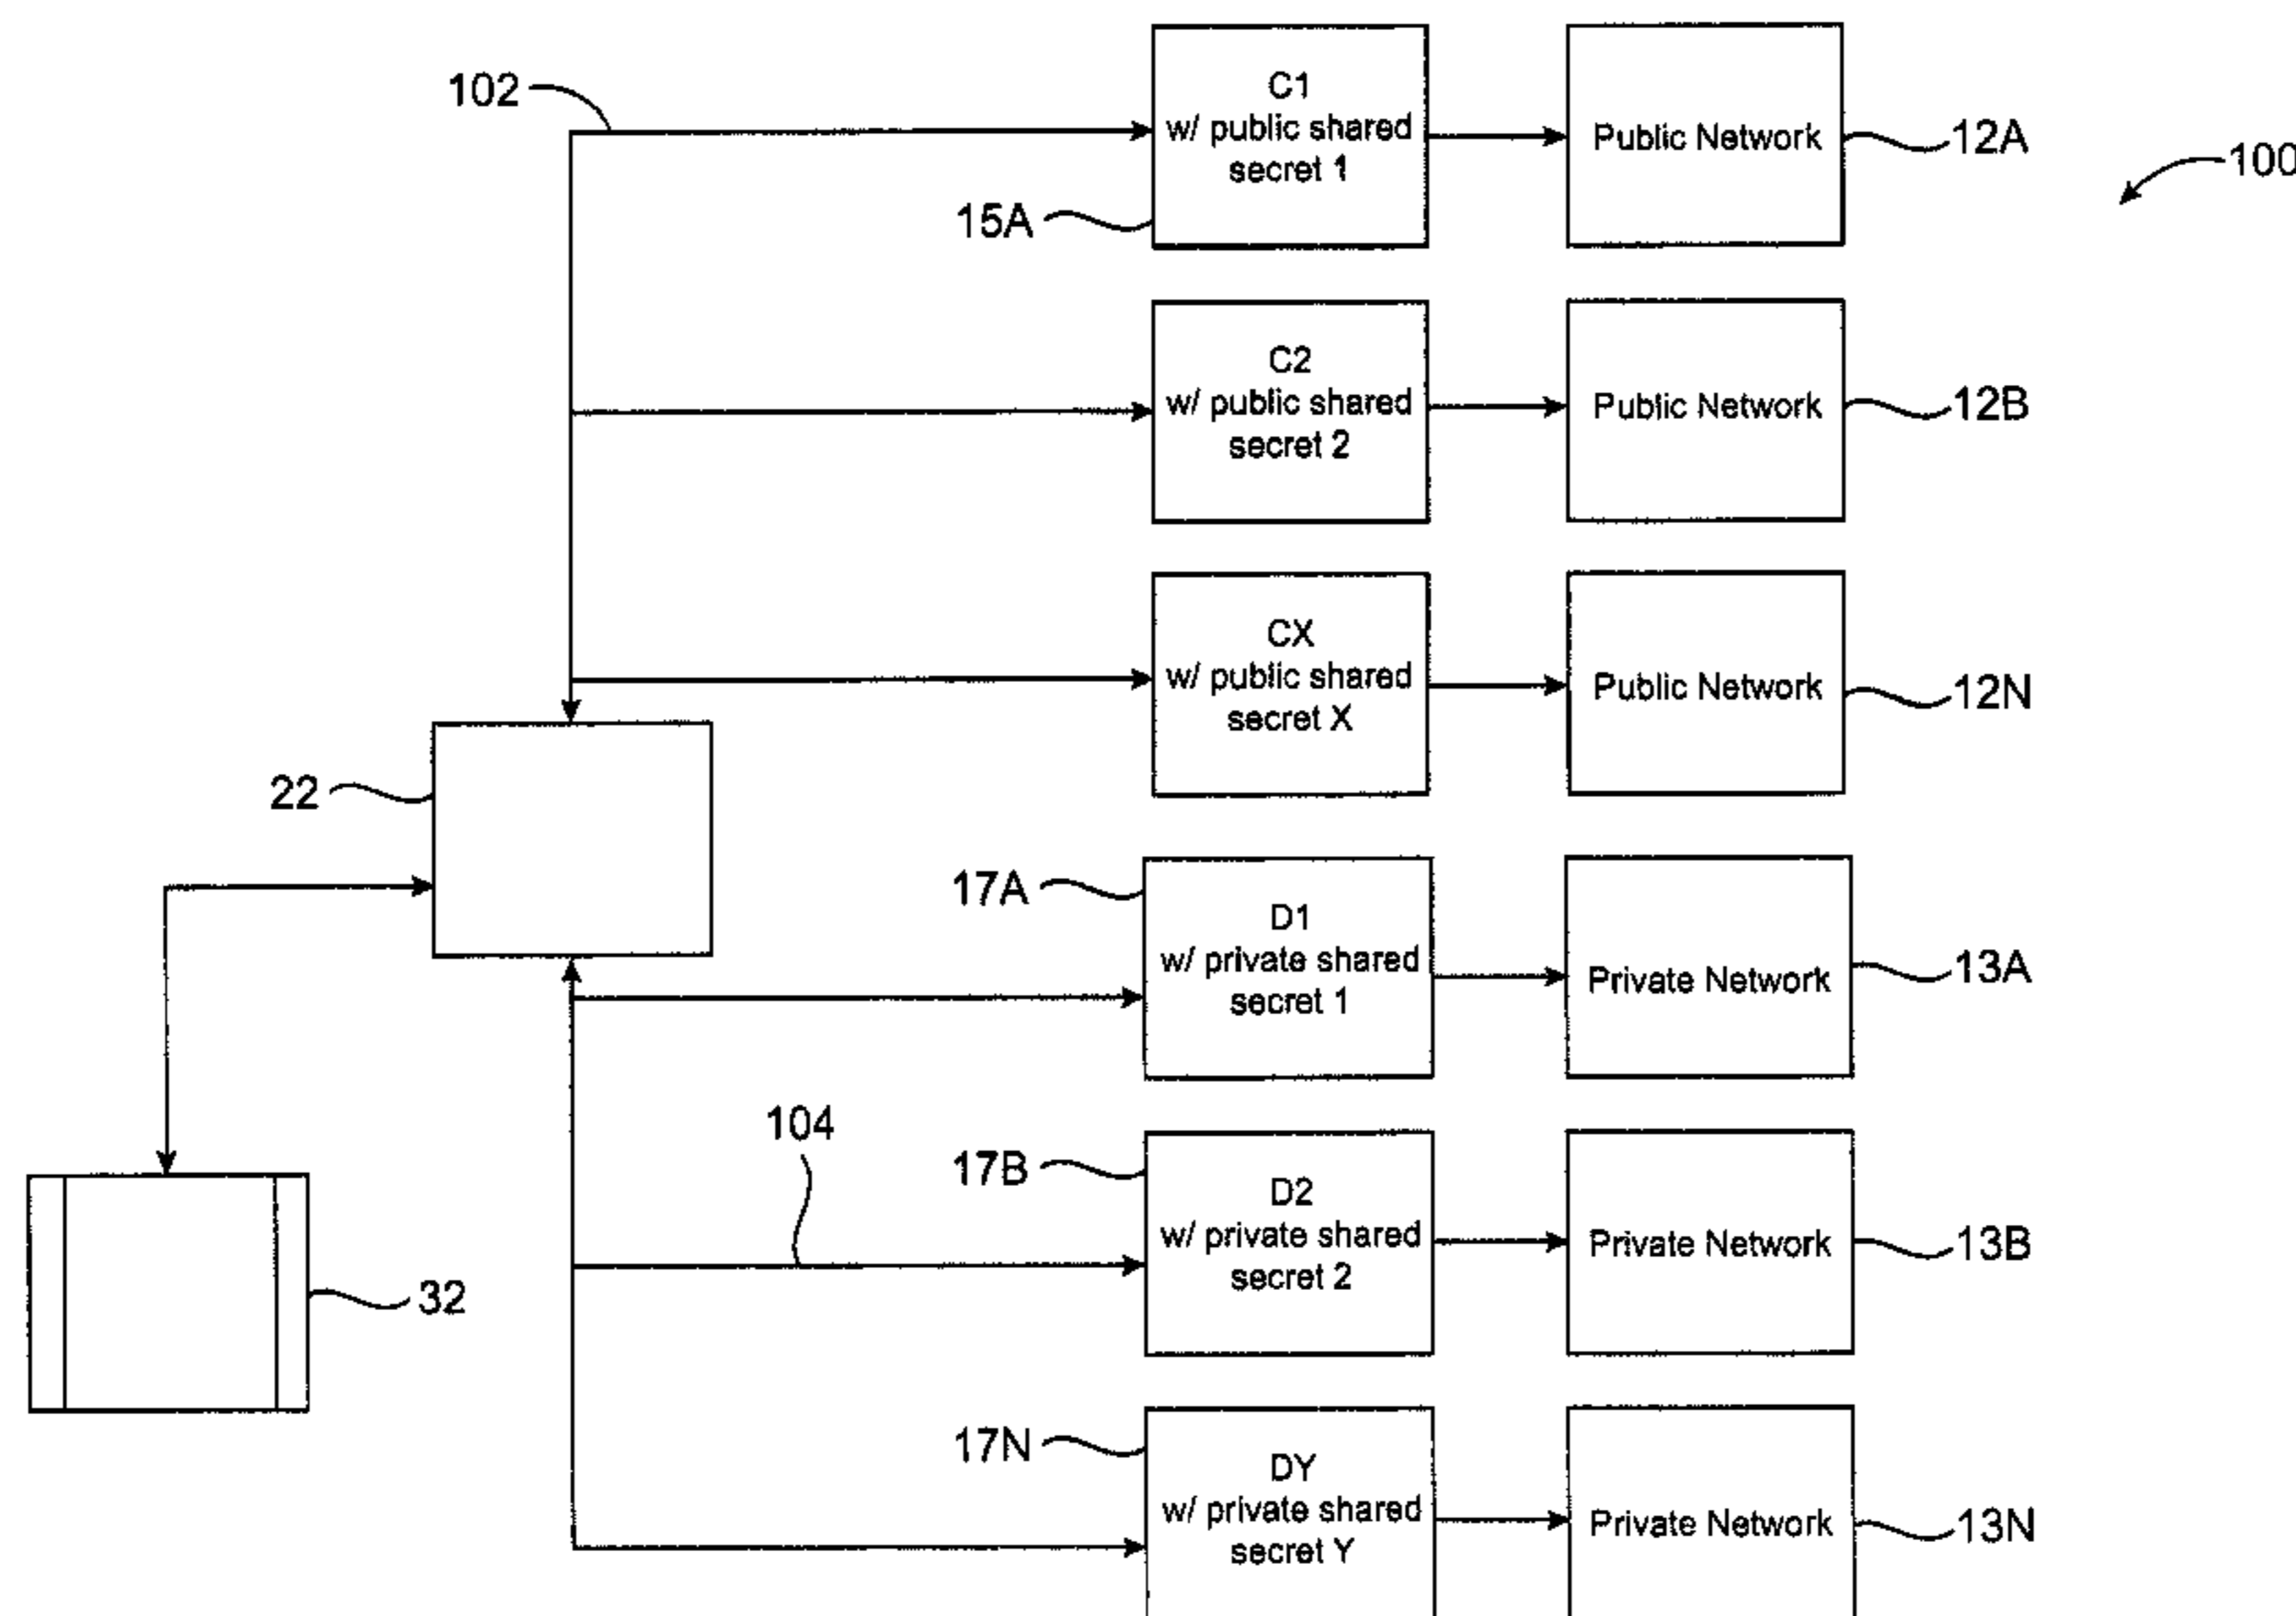 102
C1
w/ public shared
secret 1
15A
Public Network
12A
100
C2
w/ public shared
secret 2
Public Network
12B
CX
w/ public shared
secret X
Public Network
12N
22
17A
D1
w/ private shared
secret 1
Private Network
13A
104
17B
D2
w/ private shared
secret 2
Private Network
13B
32
17N
DY
w/ private shared
secret Y
Private Network
13N